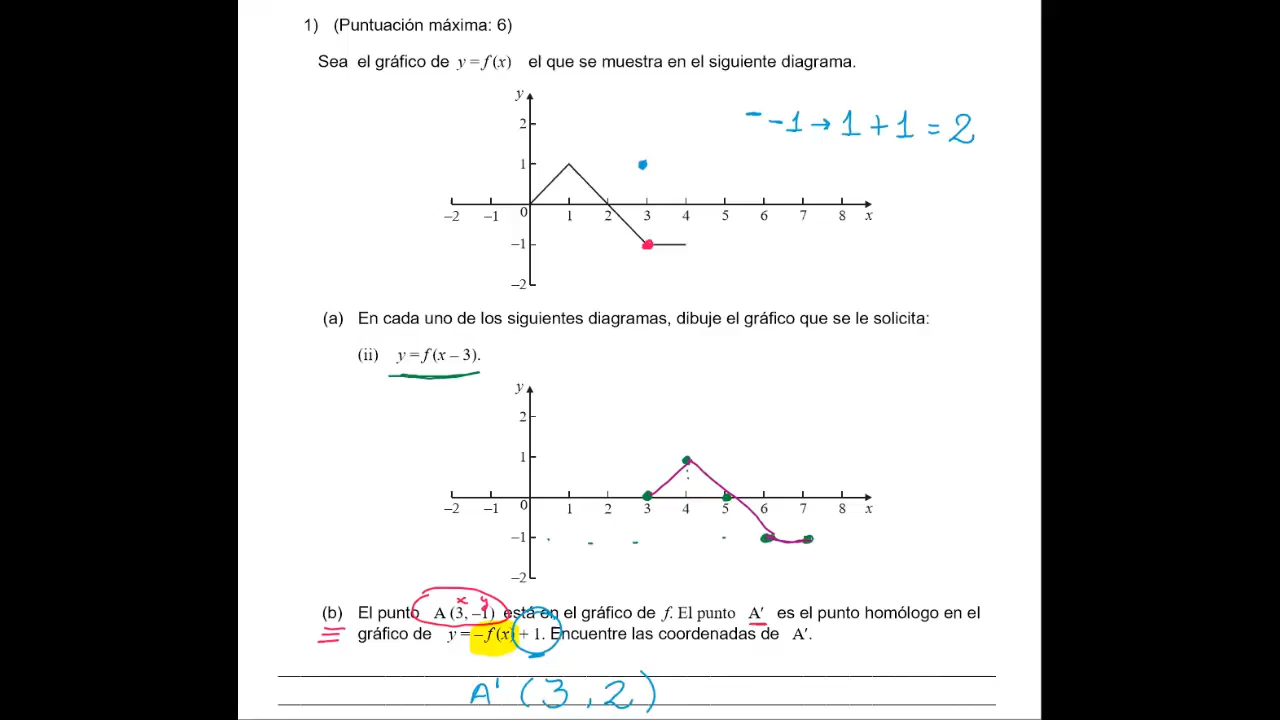 1) (Puntuación máxima: 6)
Sea el gráfico de y = f(x) el que se muestra en el siguiente diagrama.
y
- -1 → 1 + 1 = 2
2
1
–2 –1 0 1 2 3 4 5 6 7 8 x
–1
–2
(a) En cada uno de los siguientes diagramas, dibuje el gráfico que se le solicita:
(ii) y = f(x – 3).
y
2
1
–2 –1 0 1 2 3 4 5 6 7 8 x
–1
–2
x y
(b) El punto A (3, –1) está en el gráfico de f. El punto A′ es el punto homólogo en el
gráfico de y = – f(x) + 1. Encuentre las coordenadas de A′.
A' (3, 2)